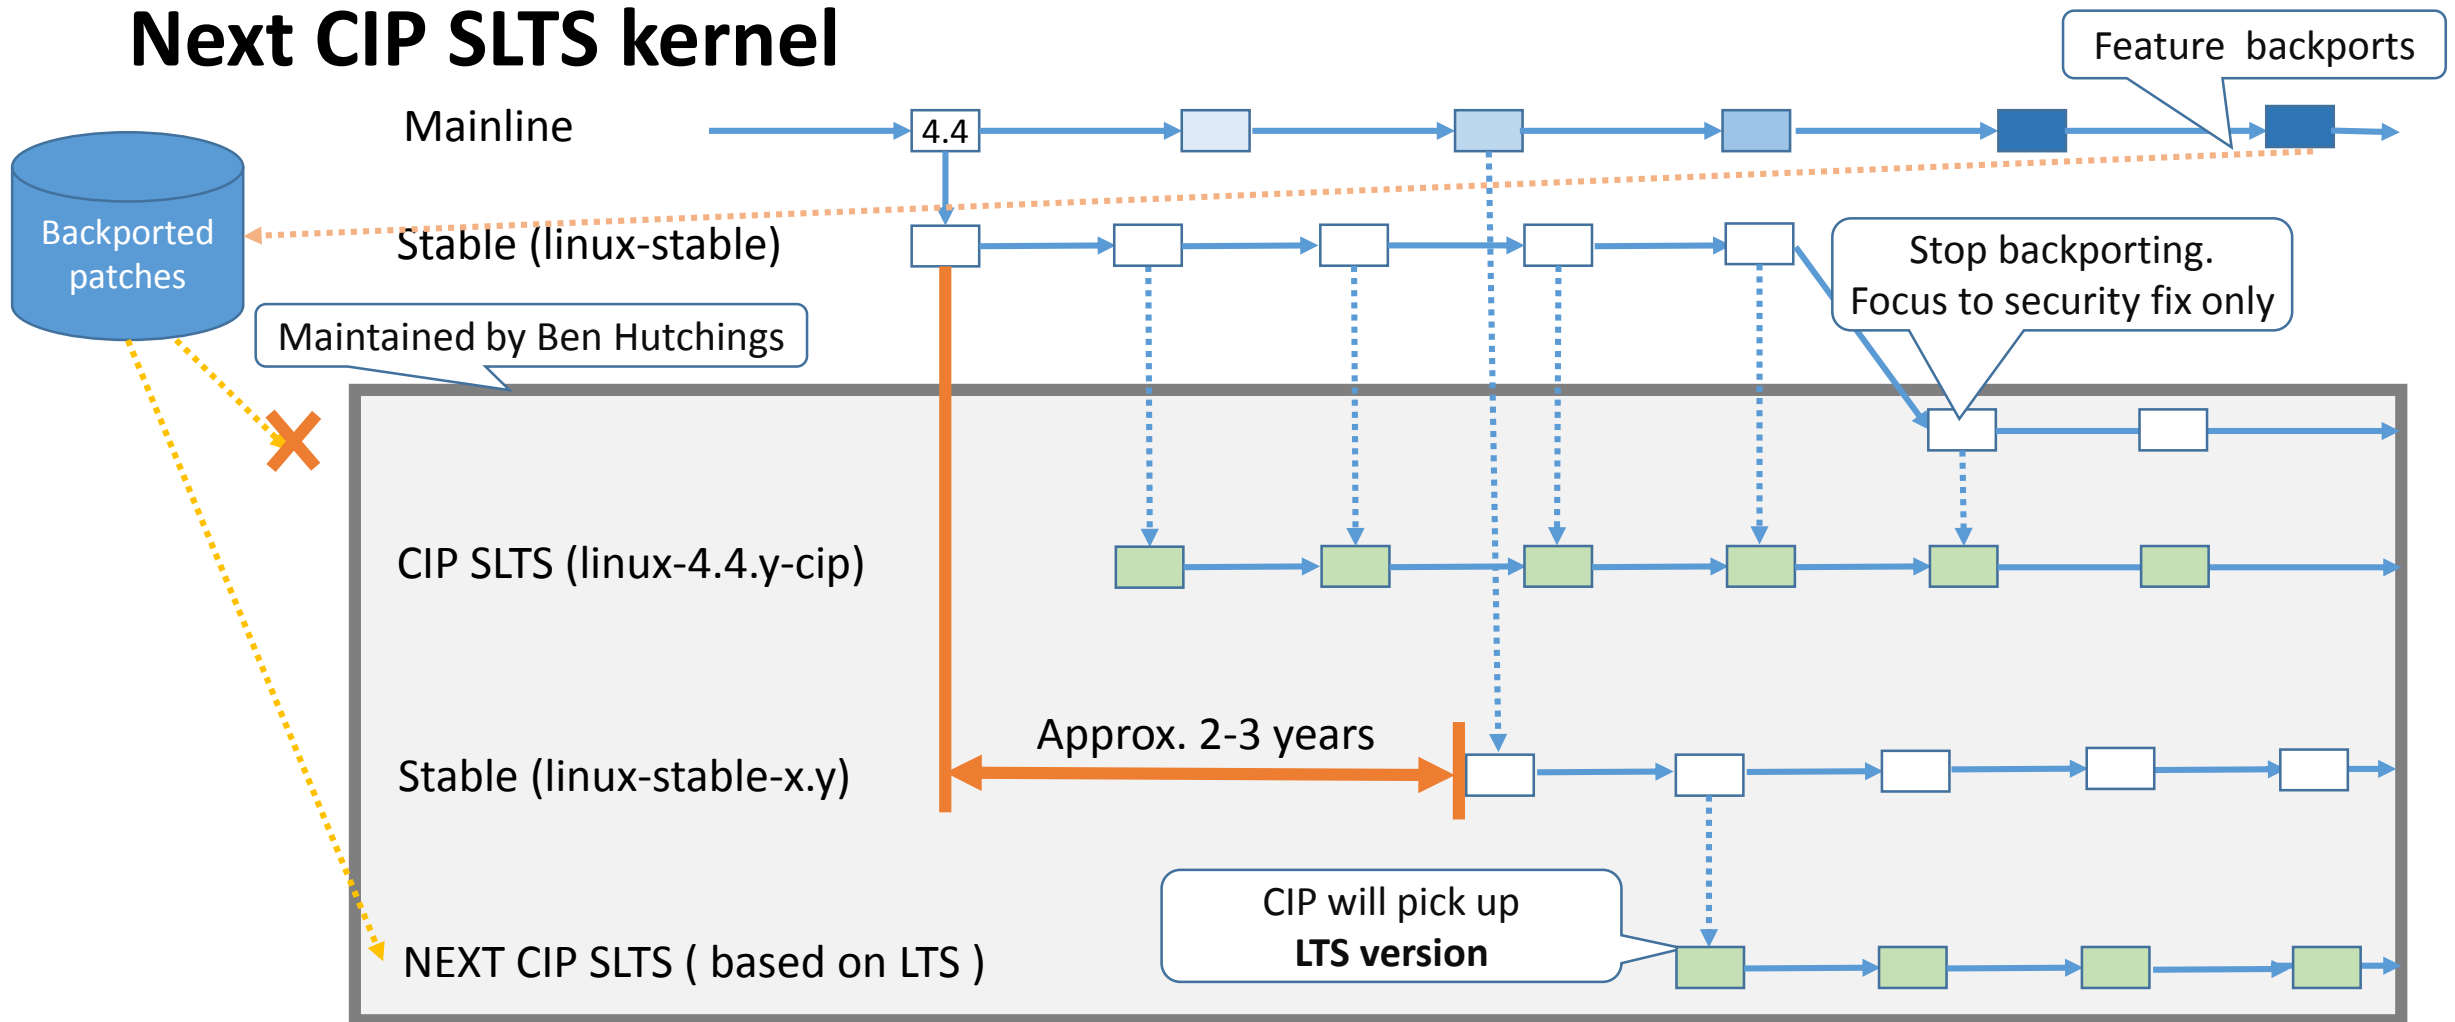 Next CIP SLTS kernel
Feature  backports
Mainline
4.4
Backported
patches
Stable (linux-stable)
Stop backporting.
Focus to security fix only
Maintained by Ben Hutchings
CIP SLTS (linux-4.4.y-cip)
Approx. 2-3 years
Stable (linux-stable-x.y)
CIP will pick up
LTS version
NEXT CIP SLTS ( based on LTS )